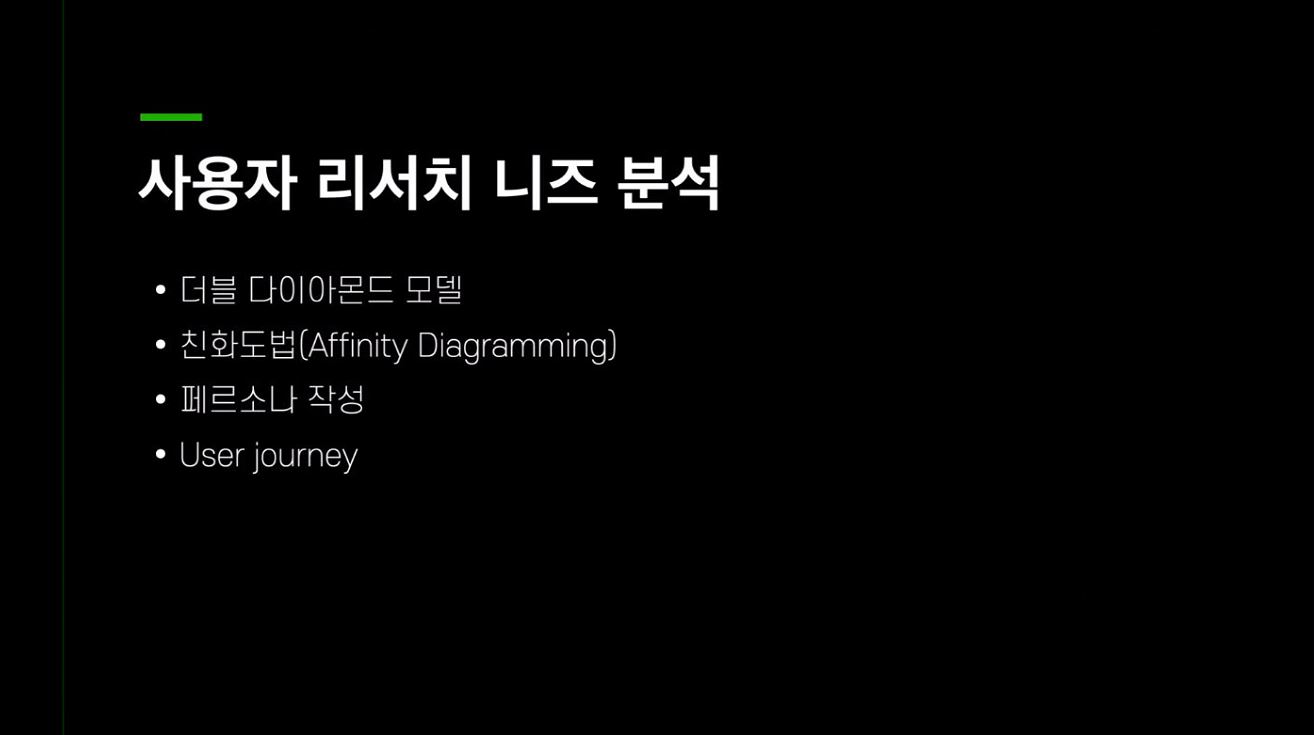 사용자 리서치 니즈 분석
• 더블 다이아몬드 모델
• 친화도법(Affinity Diagramming)
• 페르소나 작성
• User journey